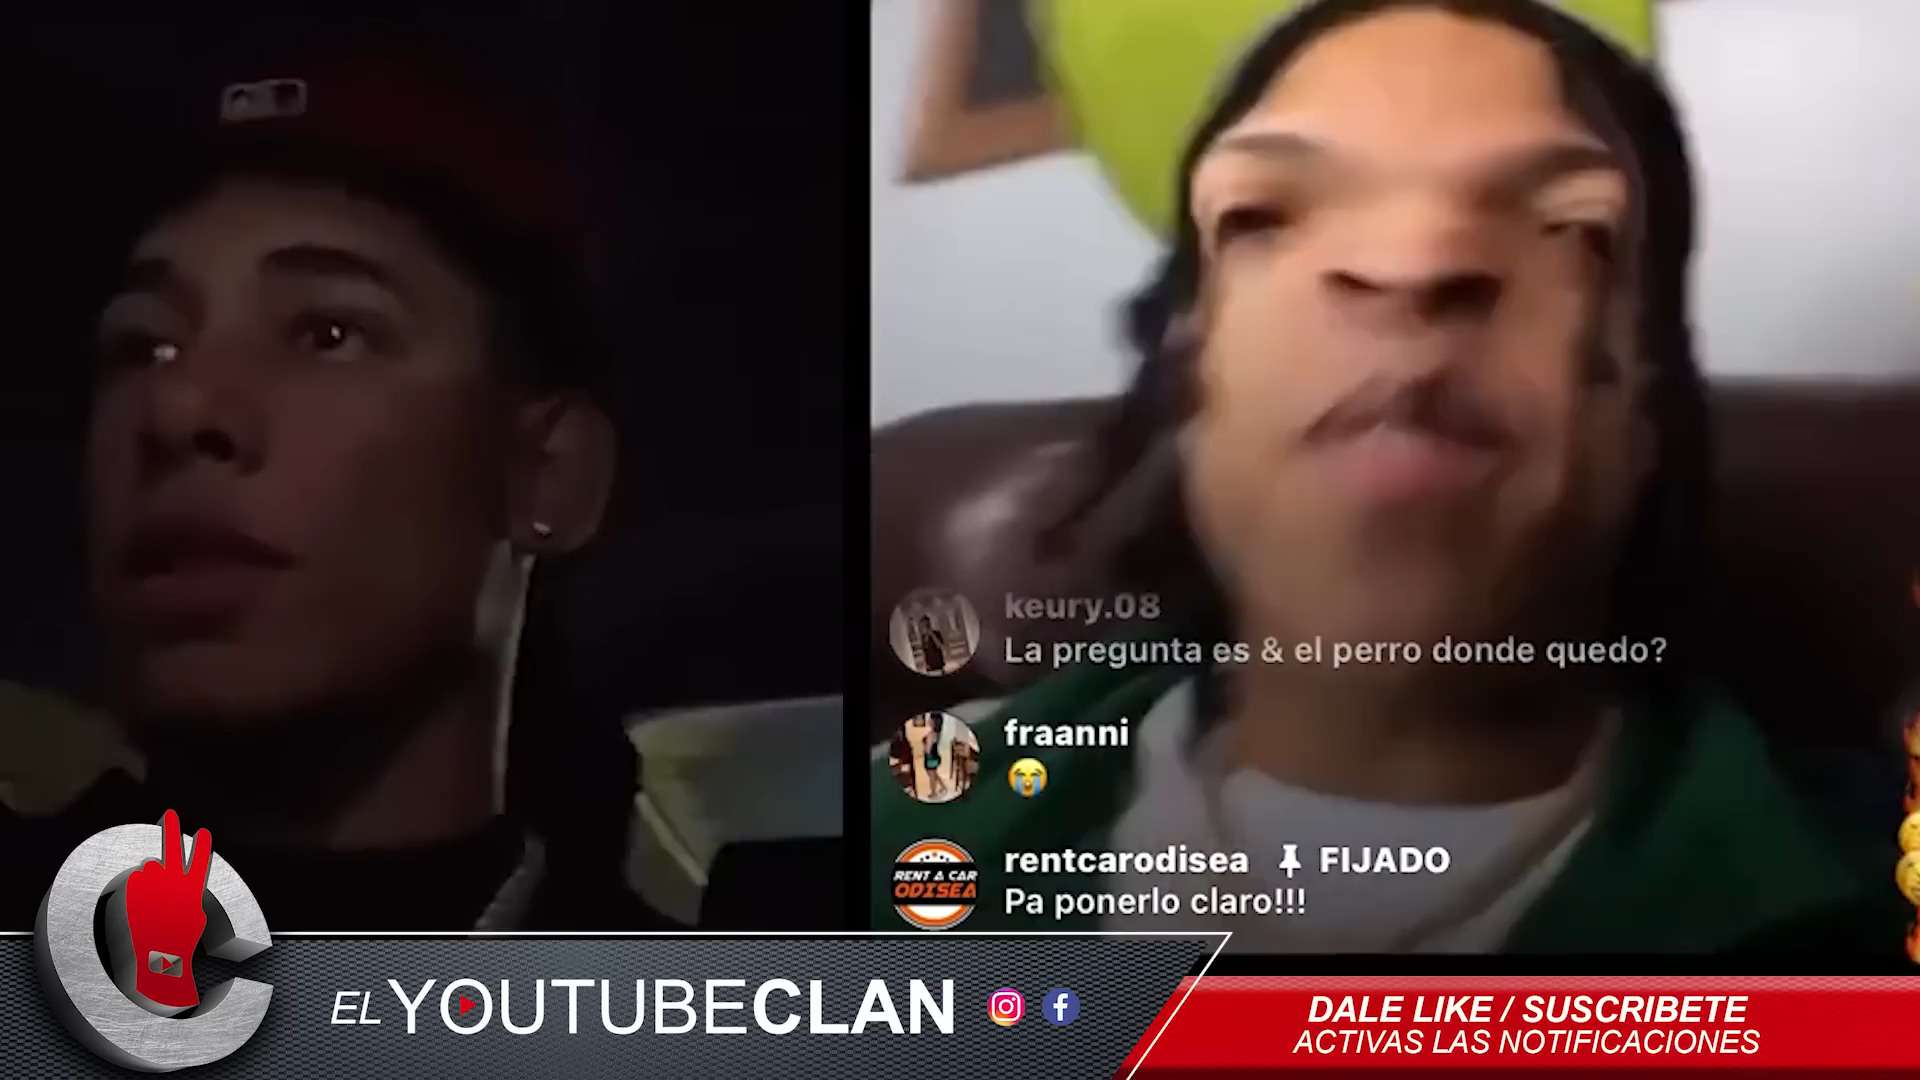 keury.08
La pregunta es & el perro donde quedo?
fraanni
rentcarodisea FIJADO
Pa ponerlo claro!!!
RENT A CAR
ODISEA
EL YOUTUBECLAN
DALE LIKE / SUSCRIBETE
ACTIVAS LAS NOTIFICACIONES